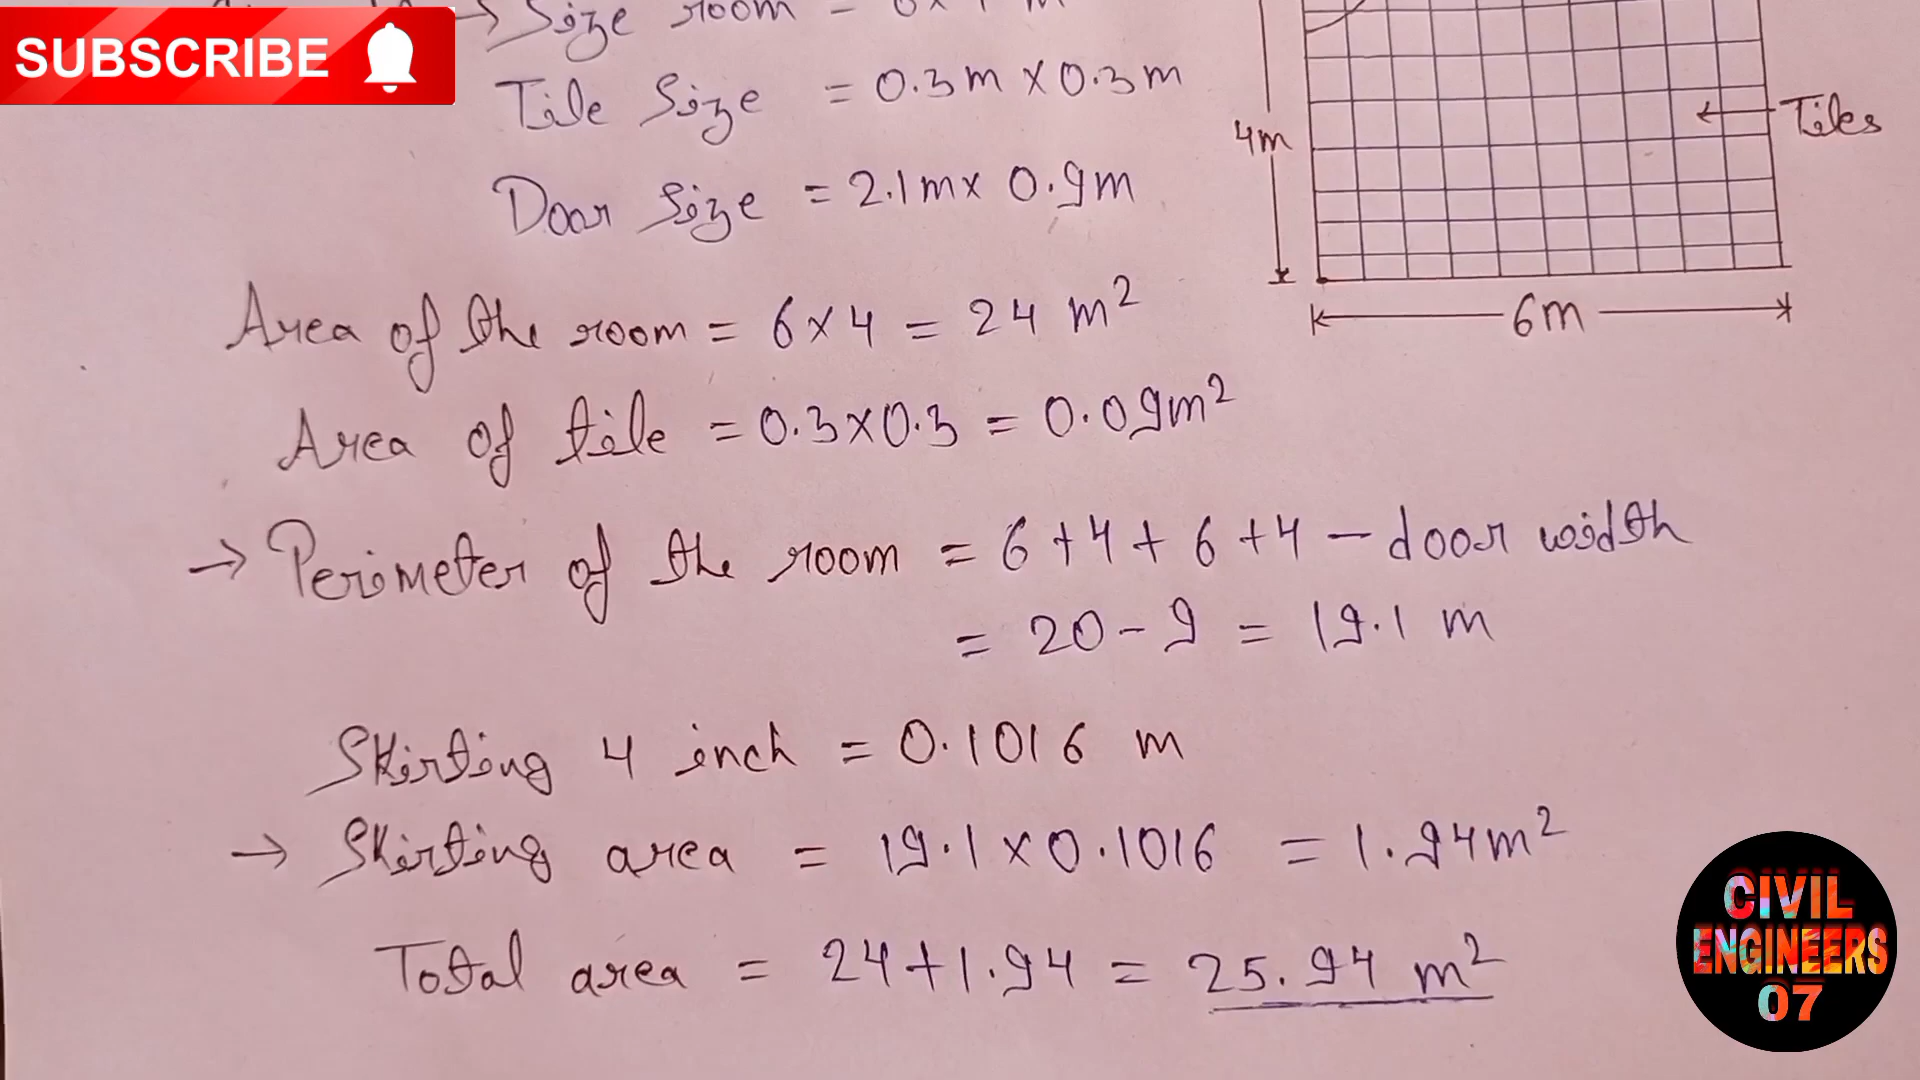 SUBSCRIBE
→ Size room =
Tile Size = 0.3m × 0.3m
Door Size = 2.1m× 0.9m
4m
Tiles
6m
Area of the room = 6×4 = 24 m²
Area of tile = 0.3×0.3 = 0.09m²
→ Perimeter of the room = 6+4+6+4 – door width
= 20 - 9 = 19.1 m
Skirting 4 inch = 0.1016 m
→ Skirting area = 19.1 × 0.1016 = 1.94m²
Total area = 24+1.94 = 25.94 m²
CIVIL
ENGINEERS
07